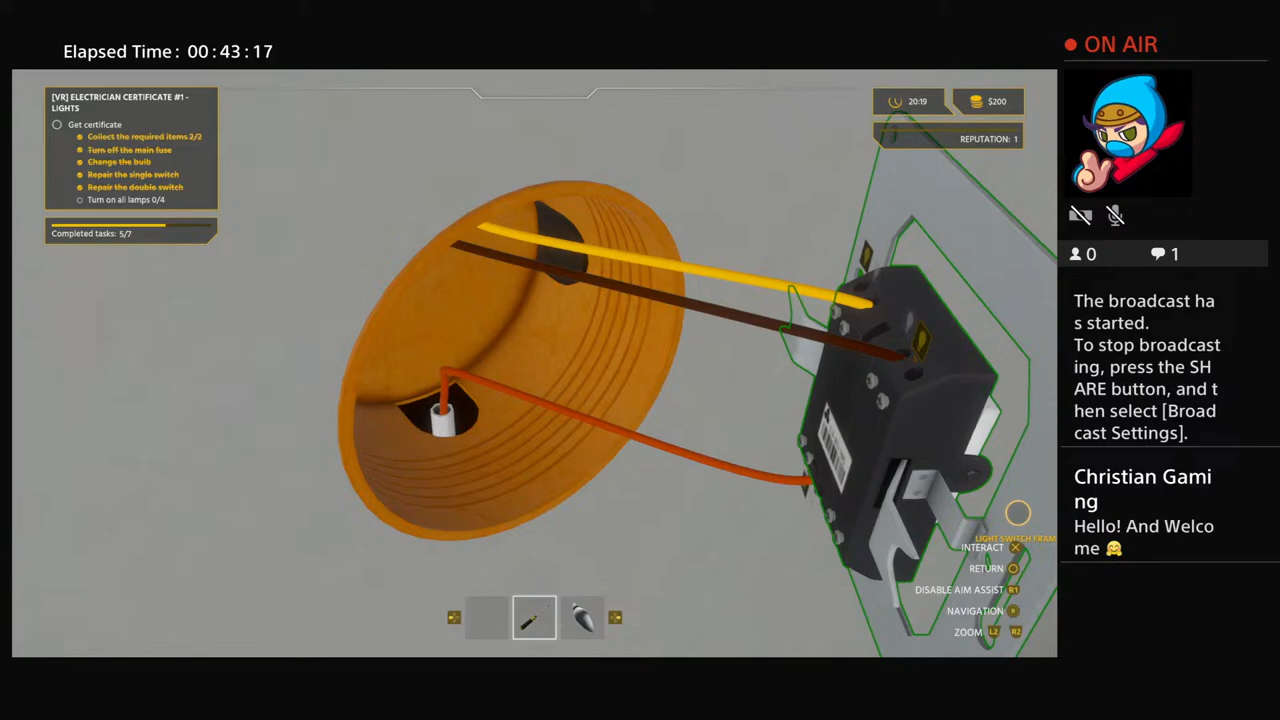 Elapsed Time: 00:43:17
ON AIR
[VR] ELECTRICIAN CERTIFICATE #1 -
LIGHTS
Get certificate
Collect the required items 2/2
Turn off the main fuse
Change the bulb
Repair the single switch
Repair the double switch
Turn on all lamps 0/4
Completed tasks: 5/7
20:19
$200
REPUTATION: 1
0
1
The broadcast ha
s started.
To stop broadcast
ing, press the SH
ARE button, and t
hen select [Broad
cast Settings].
Christian Gami
ng
Hello! And Welco
me 🤗
LIGHT SWITCH FRAM
INTERACT
RETURN
DISABLE AIM ASSIST R1
NAVIGATION R
ZOOM L2 R2